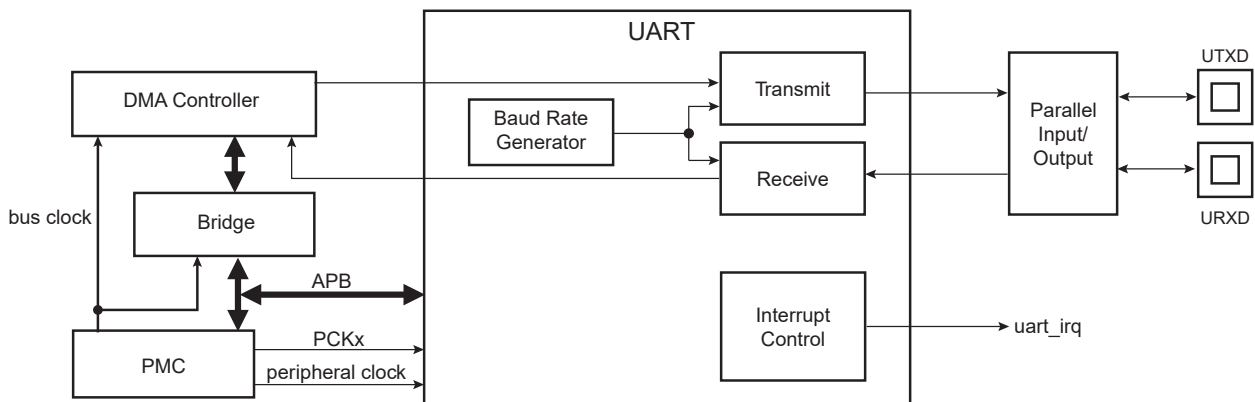 UART
UTXD
DMA Controller
Transmit
Baud Rate
Generator
Parallel
Input/
Output
Receive
bus clock
Bridge
URXD
APB
Interrupt
Control
uart_irq
PCKx
PMC
peripheral clock